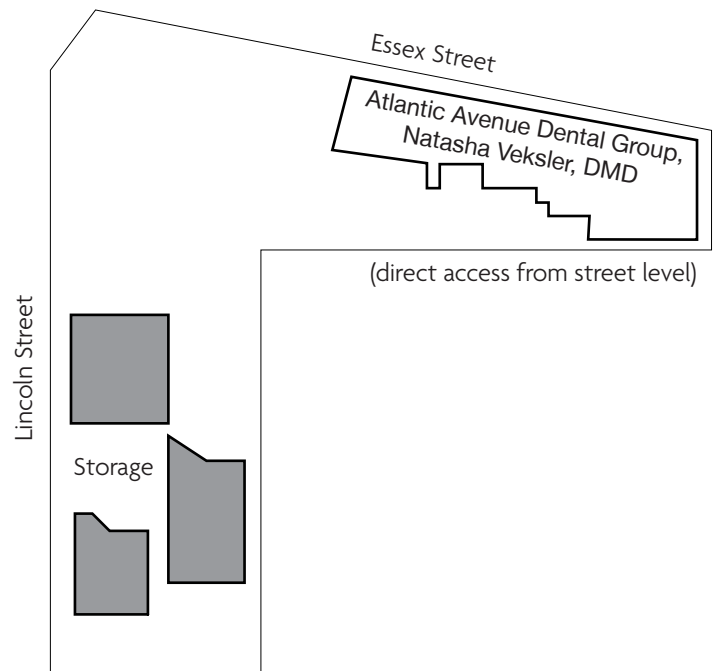 Essex Street
Atlantic Avenue Dental Group,
Natasha Veksler, DMD
(direct access from street level)
Lincoln Street
Storage